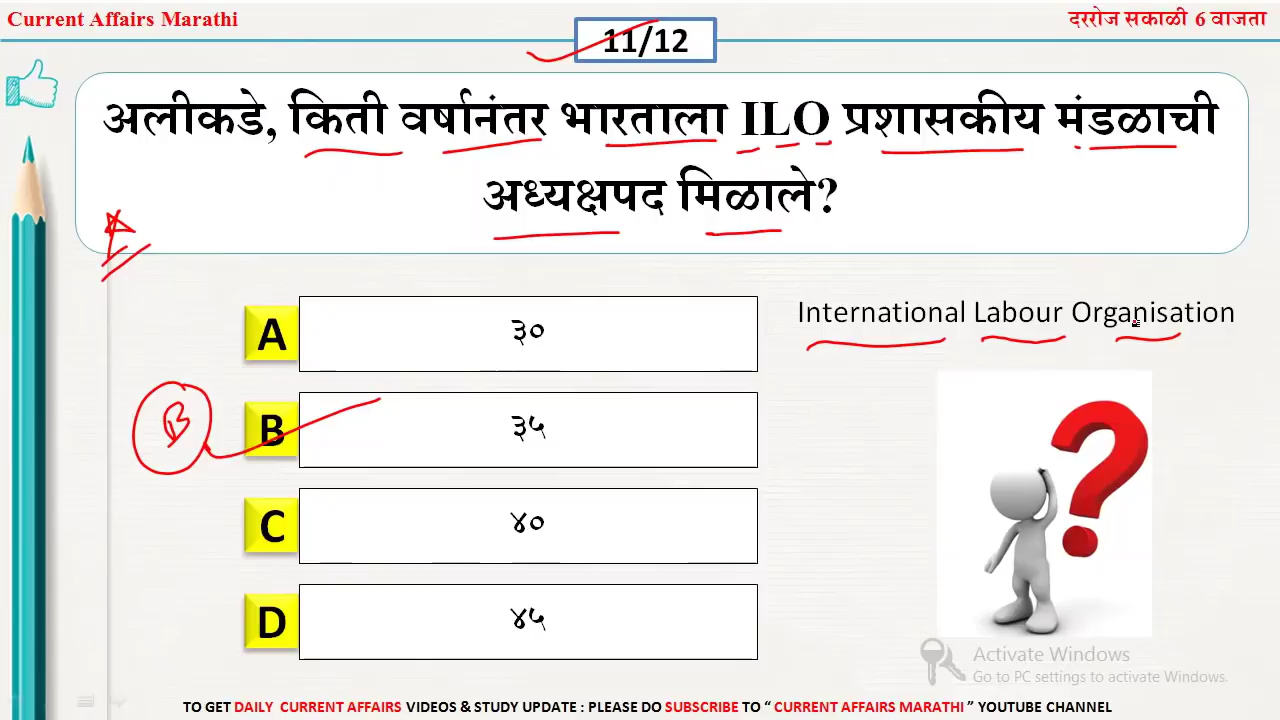 Current Affairs Marathi
दररोज सकाळी 6 वाजता
11/12
अलीकडे, किती वर्षानंतर भारताला ILO प्रशासकीय मंडळाची
अध्यक्षपद मिळाले?
A
३०
International Labour Organisation
B
B
३५
C
४०
D
४५
Activate Windows
Go to PC settings to activate Windows.
TO GET DAILY CURRENT AFFAIRS VIDEOS & STUDY UPDATE : PLEASE DO SUBSCRIBE TO “ CURRENT AFFAIRS MARATHI ” YOUTUBE CHANNEL